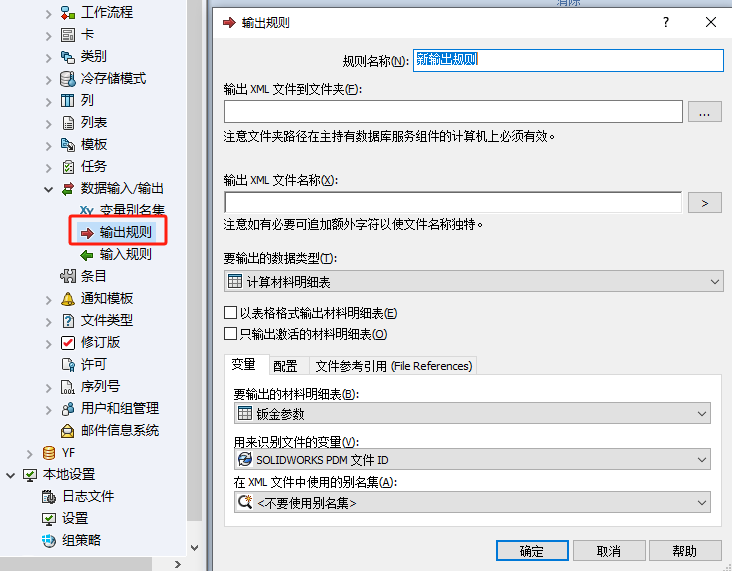 消除
工作流程
卡
类别
冷存储模式
列
列表
模板
任务
数据输入/输出
变量别名集
输出规则
输入规则
条目
通知模板
文件类型
修订版
许可
序列号
用户和组管理
邮件信息系统
YF
本地设置
日志文件
设置
组策略
输出规则
?
规则名称(N):
新输出规则
输出 XML 文件到文件夹(F):
...
注意文件夹路径在主持有数据库服务组件的计算机上必须有效。
输出 XML 文件名称(X):
>
注意如有必要可追加额外字符以使文件名称独特。
要输出的数据类型(T):
计算材料明细表
以表格格式输出材料明细表(E)
只输出激活的材料明细表(O)
变量 配置 文件参考引用 (File References)
要输出的材料明细表(B):
钣金参数
用来识别文件的变量(V):
SOLIDWORKS PDM 文件 ID
在 XML 文件中使用的别名集(A):
<不要使用别名集>
确定 取消 帮助